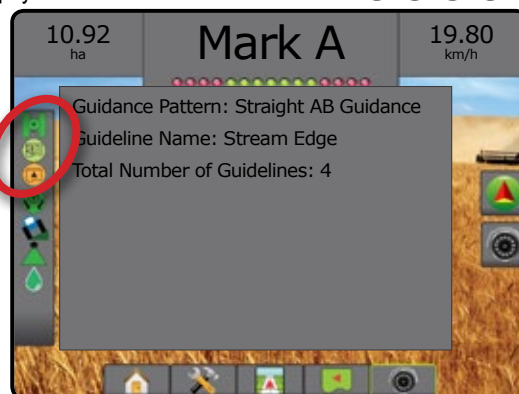 10.92
ha
Mark A
19.80
km/h
Guidance Pattern: Straight AB Guidance
Guideline Name: Stream Edge
Total Number of Guidelines: 4